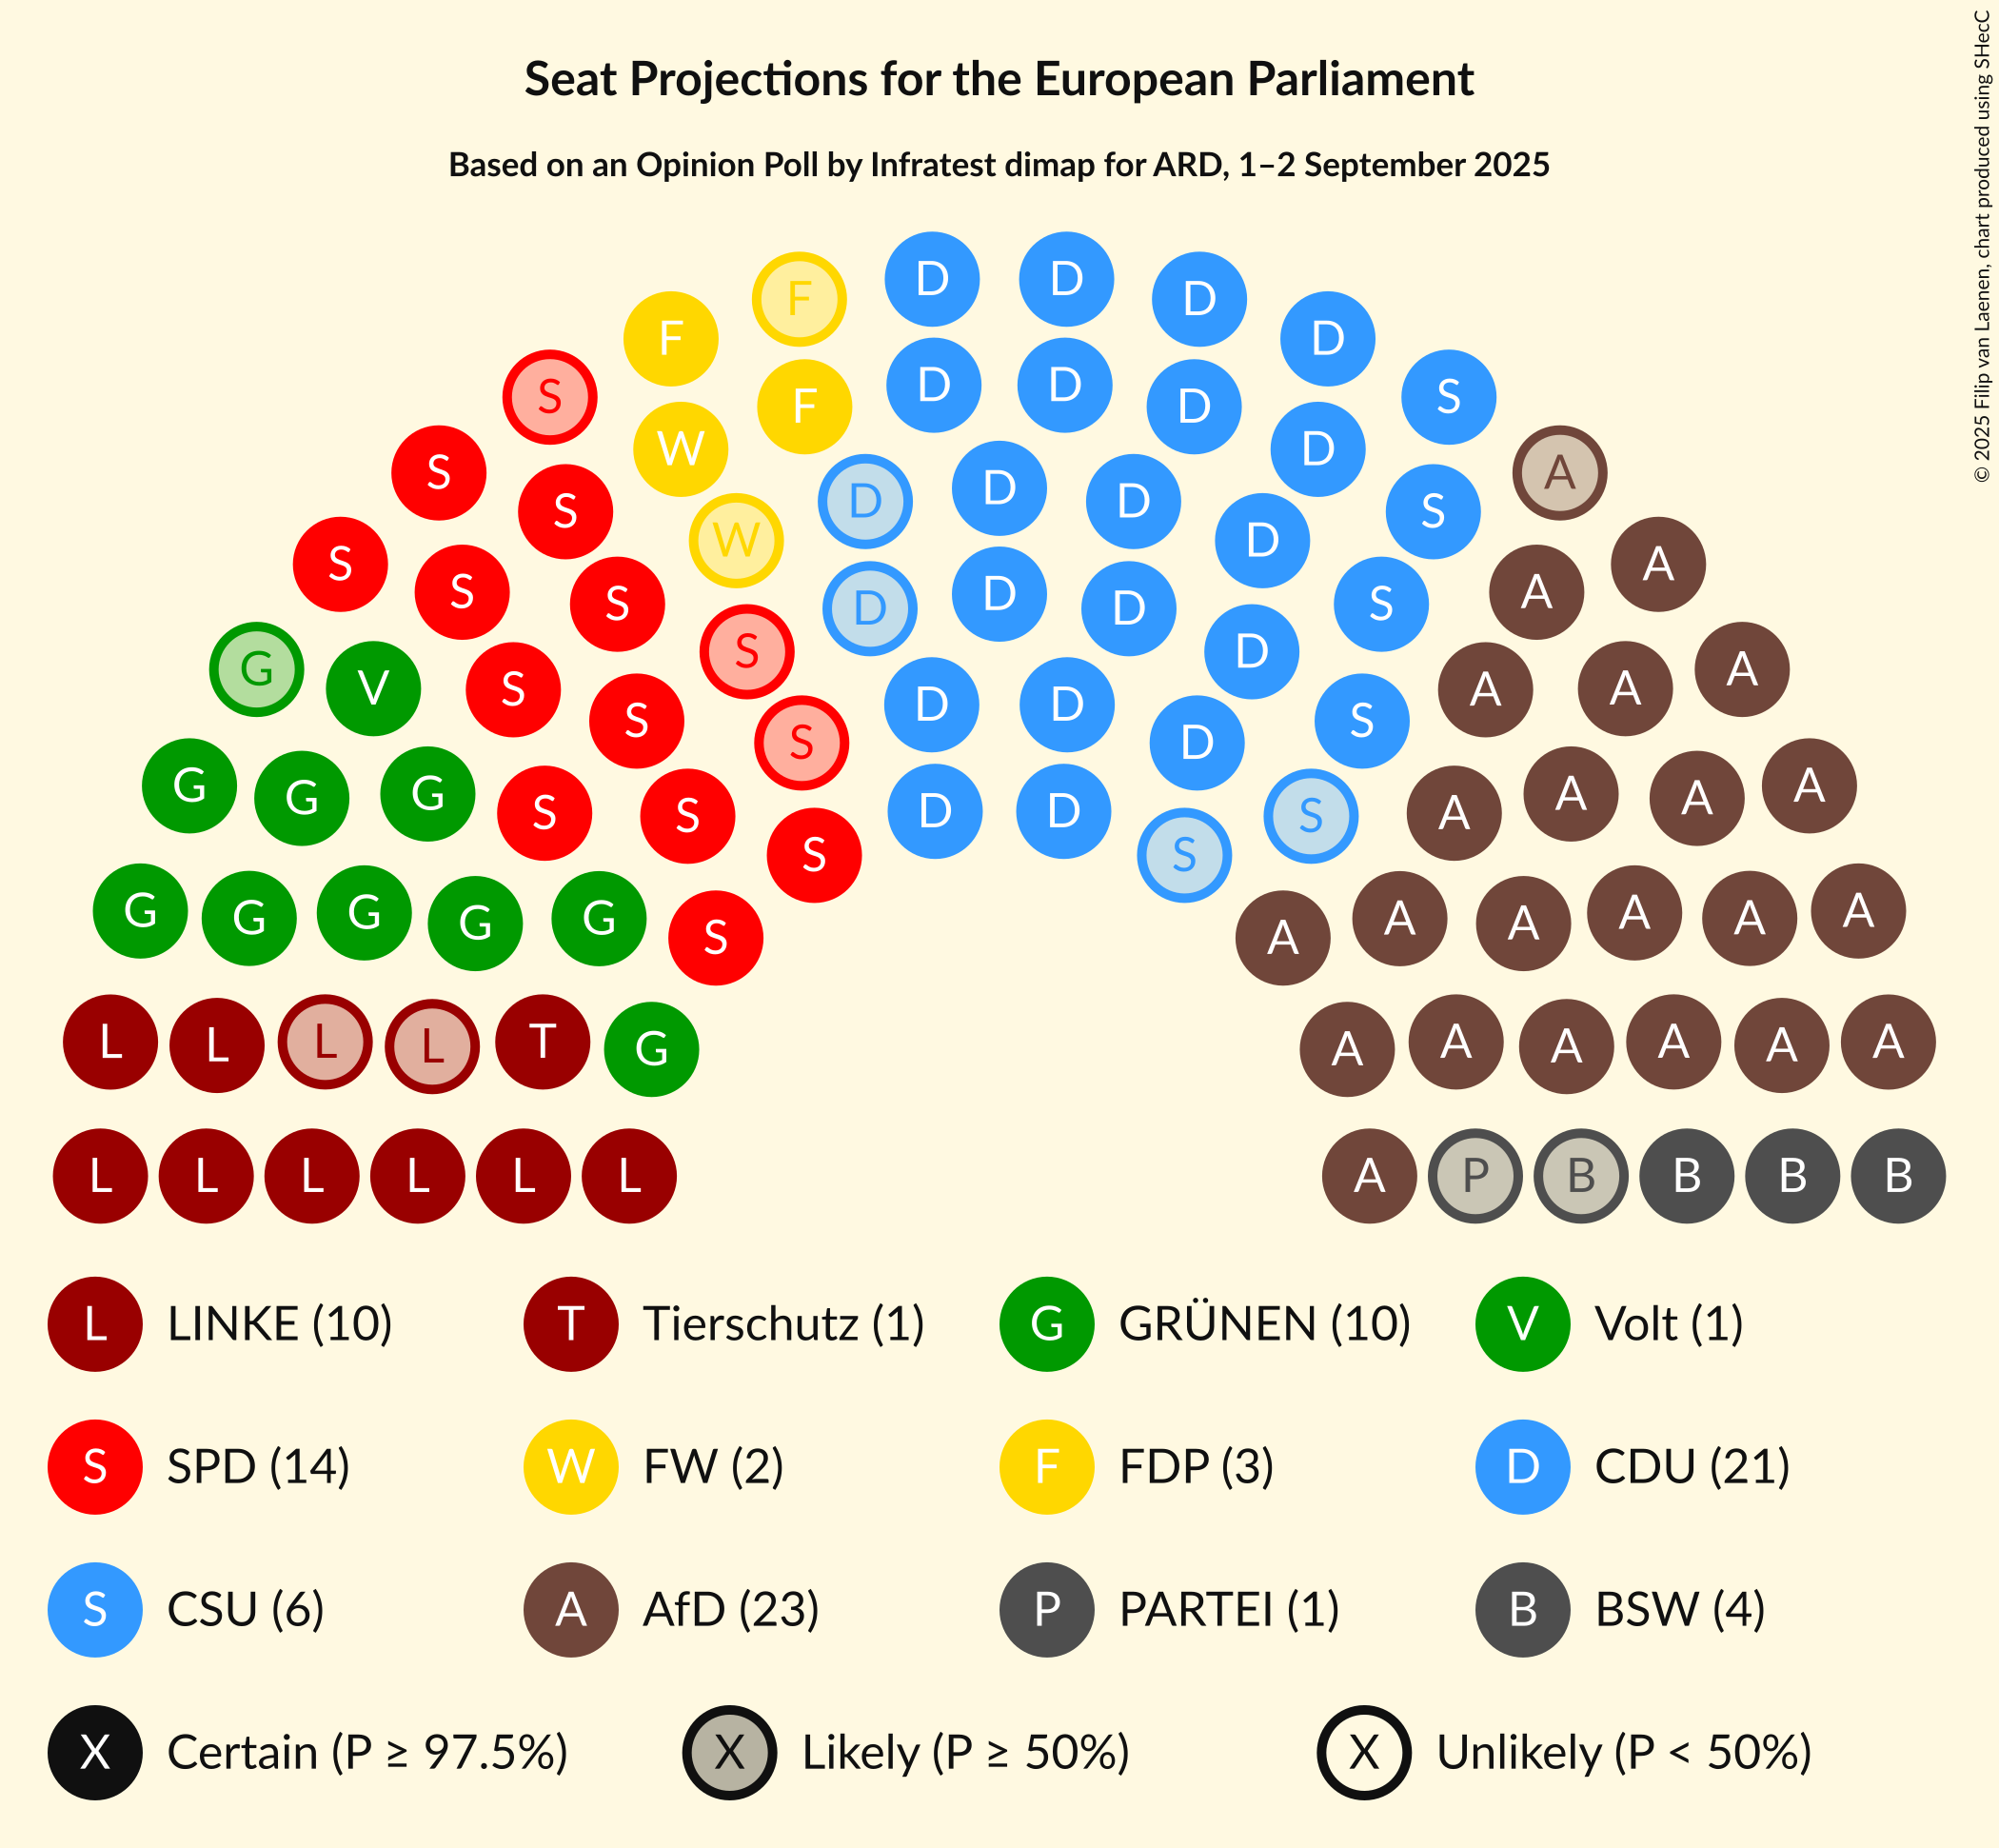 Seat Projections for the European Parliament
Based on an Opinion Poll by Infratest dimap for ARD, 1–2 September 2025
© 2025 Filip van Laenen, chart produced using SHecC
D D
F D
F D
D D
S S
F D
W D
S A
D
D D
S S
W D
S A
S D A
S D D S
S D
G A
V S A A
D D
S S
S D
G A
G G A A
S D D A
S S
S S
G G G G G A A A A A
S A
L L L L T G A A A A A A
L L L L L L A P B B B B
L LINKE (10) T Tierschutz (1) G GRÜNEN (10) V Volt (1)
S SPD (14) W FW (2) F FDP (3) D CDU (21)
S CSU (6) A AfD (23) P PARTEI (1) B BSW (4)
X Certain (P ≥ 97.5%) X Likely (P ≥ 50%) X Unlikely (P < 50%)